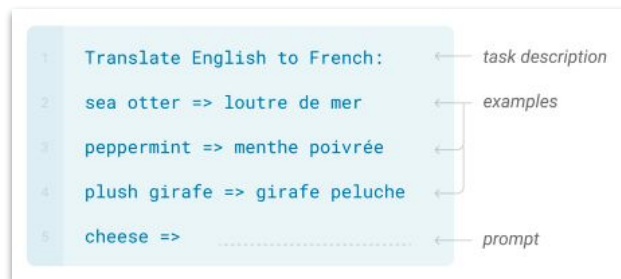 1 Translate English to French: task description
2 sea otter => loutre de mer examples
3 peppermint => menthe poivrée
4 plush girafe => girafe peluche
5 cheese => prompt